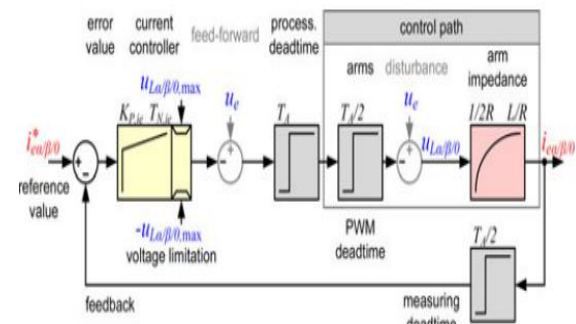 error value
current controller
feed-forward
process. deadtime
control path
arms
disturbance
arm impedance
u_Lα/β/0,max
K_P,ie T_N,ie
u_e
T_A
T_A/2
u_e
1/2R L/R
i*_eα/β/0
+
-
-
+
-
+
u_Lα/β/0
i_eα/β/0
reference value
-u_Lα/β/0,max
voltage limitation
PWM deadtime
T_A/2
feedback
measuring deadtime